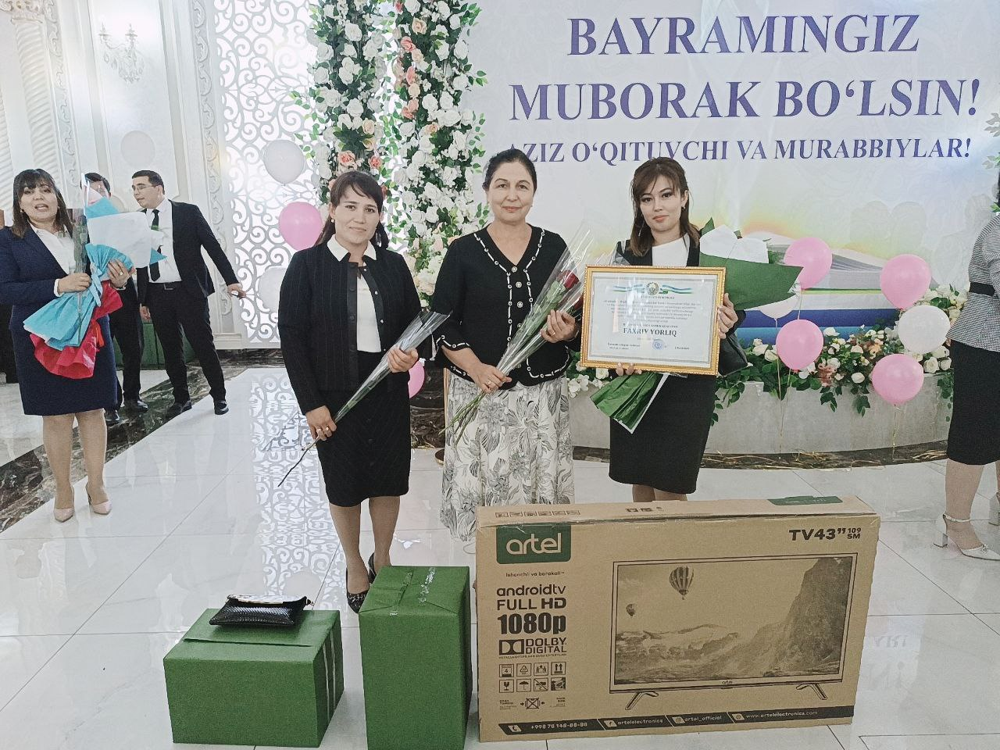 BAYRAMINGIZ
MUBORAK BO‘LSIN!
AZIZ O‘QITUVCHI VA MURABBIYLAR!
FAXRIY YORLIQ
artel
Ishonchli va barakali
TV43" 109 SM
androidtv
FULL HD
1080p
DOLBY
DIGITAL
artel
+998 78 148-88-88 artelelectronics artel_official www.artelelectronics.com